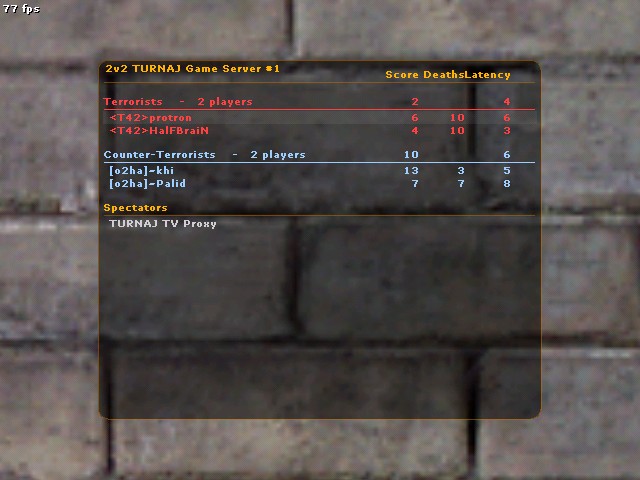 77 fps
2v2 TURNAJ Game Server #1
Score Deaths Latency
Terrorists - 2 players 2 4
<T42>protron 6 10 6
<T42>HalFBraiN 4 10 3
Counter-Terrorists - 2 players 10 6
[o2ha]~khi 13 3 5
[o2ha]~Palid 7 7 8
Spectators
TURNAJ TV Proxy